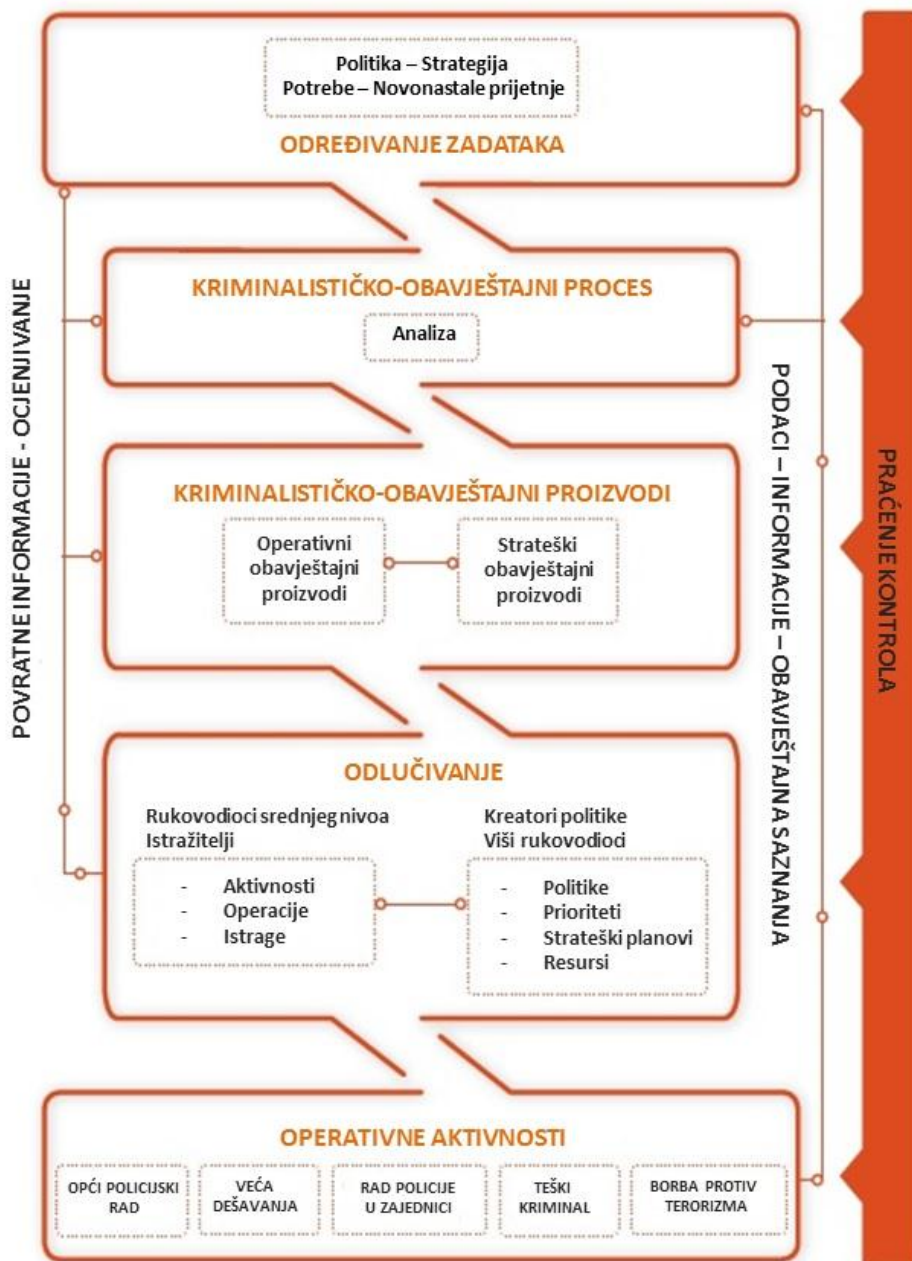 Politika – Strategija
Potrebe – Novonastale prijetnje
ODREĐIVANJE ZADATAKA
KRIMINALISTIČKO-OBAVJEŠTAJNI PROCES
Analiza
KRIMINALISTIČKO-OBAVJEŠTAJNI PROIZVODI
Operativni
obavještajni
proizvodi
Strateški
obavještajni
proizvodi
ODLUČIVANJE
Rukovodioci srednjeg nivoa
Istražitelji
- Aktivnosti
- Operacije
- Istrage
Kreatori politike
Viši rukovodioci
- Politike
- Prioriteti
- Strateški planovi
- Resursi
OPERATIVNE AKTIVNOSTI
OPĆI POLICIJSKI
RAD
VEĆA
DEŠAVANJA
RAD POLICIJE
U ZAJEDNICI
TEŠKI
KRIMINAL
BORBA PROTIV
TERORIZMA
POVRATNE INFORMACIJE - OCJENJIVANJE
PODACI – INFORMACIJE – OBAVJEŠTAJNA SAZNANJA
PRAĆENJE KONTROLA